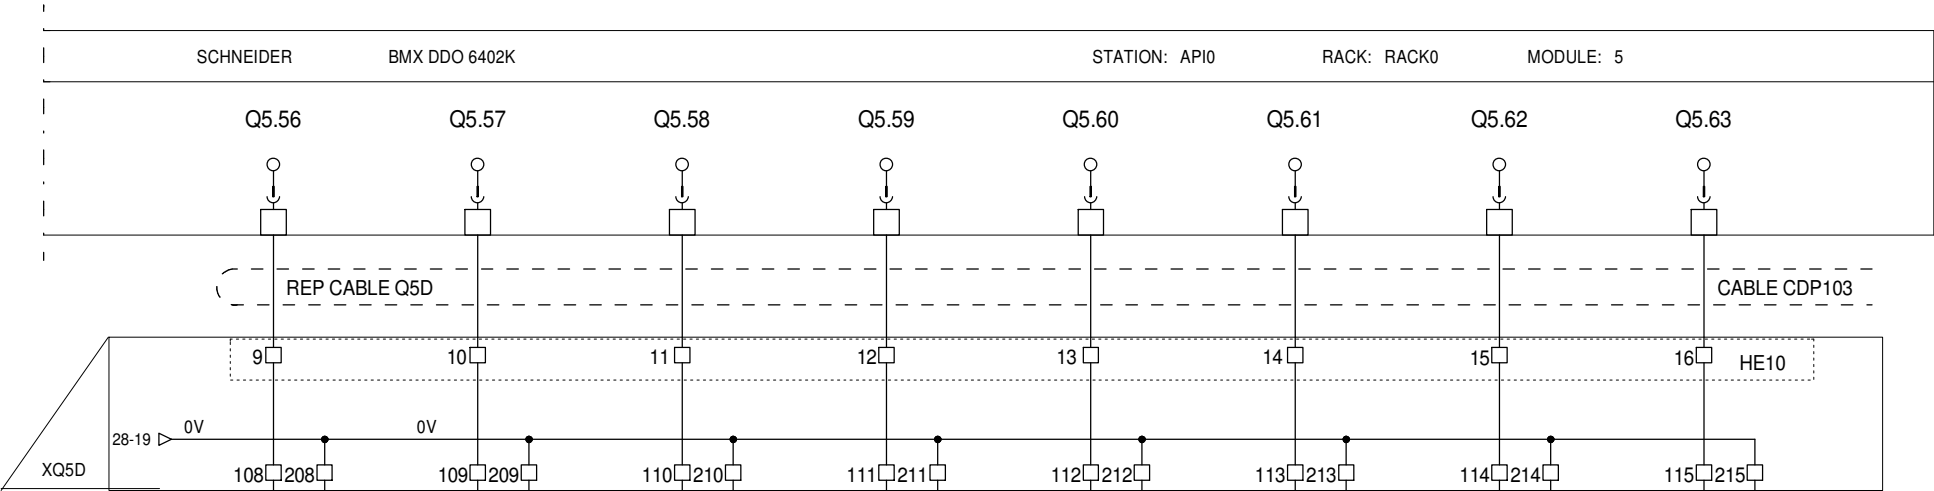 SCHNEIDER BMX DDO 6402K STATION: API0 RACK: RACK0 MODULE: 5
Q5.56 Q5.57 Q5.58 Q5.59 Q5.60 Q5.61 Q5.62 Q5.63
REP CABLE Q5D CABLE CDP103
9 10 11 12 13 14 15 16 HE10
28-19 0V 0V
XQ5D 108 208 109 209 110 210 111 211 112 212 113 213 114 214 115 215